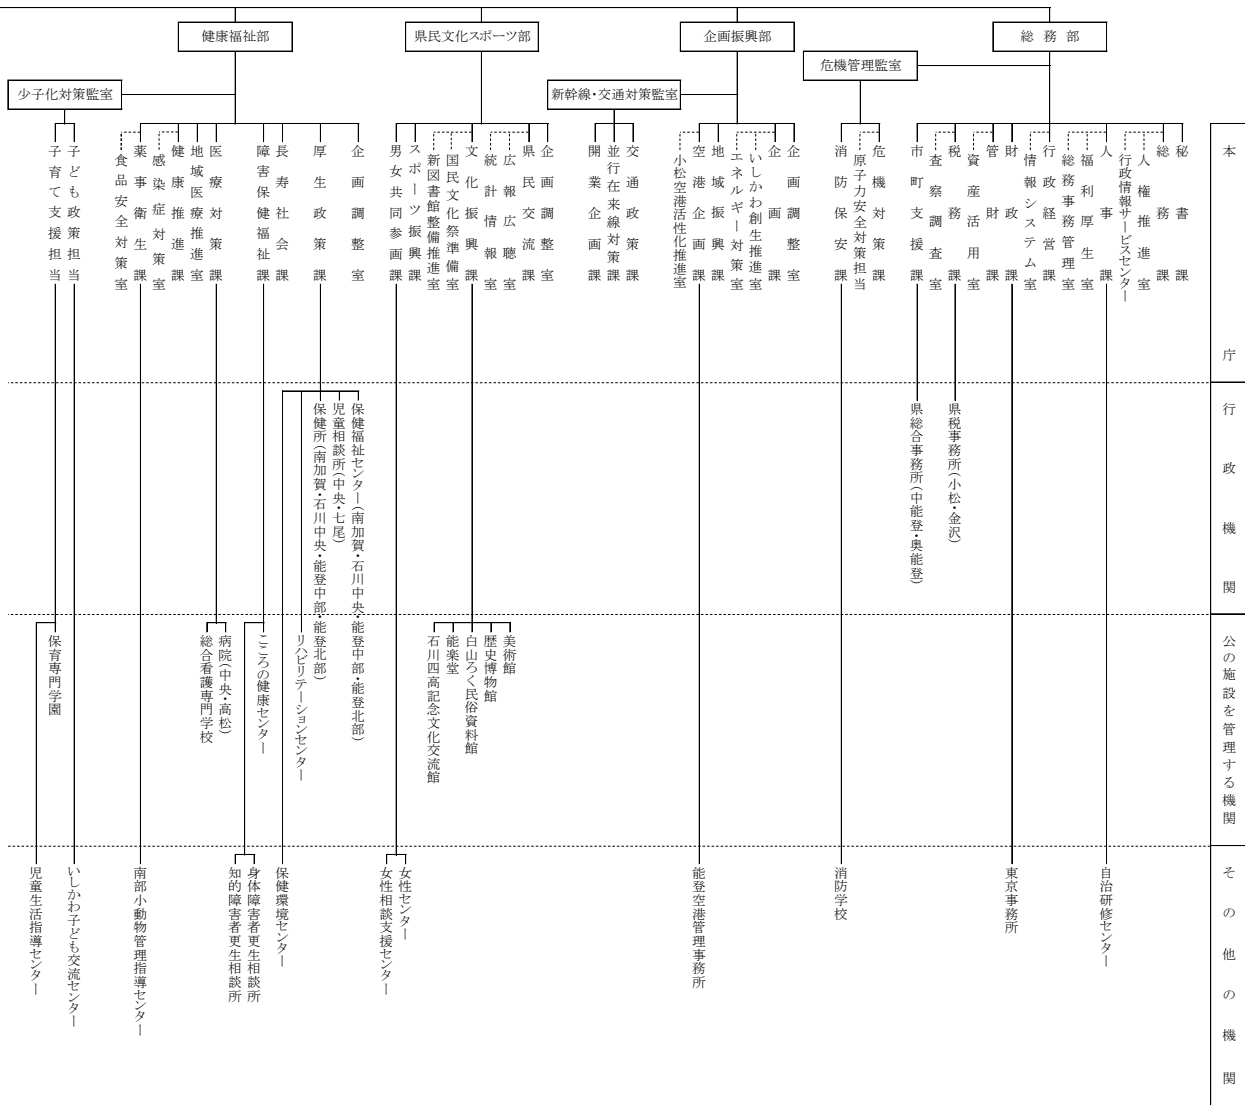 健康福祉部
県民文化スポーツ部
企画振興部
総務部
危機管理監室
少子化対策監室
新幹線・交通対策監室
本庁
秘書課
総務課
人権推進室
行政情報サービスセンター
人事課
福利厚生室
総務事務管理室
行政経営課
情報システム室
財政課
管財課
資産活用室
税務課
査察調査室
市町支援課
危機対策課
原子力安全対策担当
消防保安課
企画調整室
企画課
いしかわ創生推進室
エネルギー対策室
地域振興課
空港企画課
小松空港活性化推進室
交通政策課
並行在来線対策課
開業企画課
企画調整室
県民交流課
広報広聴室
統計情報室
文化振興課
国民文化祭準備室
新図書館整備推進室
スポーツ振興課
男女共同参画課
企画調整室
厚生政策課
長寿社会課
障害保健福祉課
医療対策課
地域医療推進室
健康推進課
感染症対策室
薬事衛生課
食品安全対策室
子ども政策担当
子育て支援担当
行政機関
県税事務所(小松・金沢)
県総合事務所(中能登・奥能登)
保健福祉センター(南加賀・石川中央・能登中部・能登北部)
児童相談所(中央・七尾)
保健所(南加賀・石川中央・能登中部・能登北部)
公の施設を管理する機関
美術館
歴史博物館
白山ろく民俗資料館
能楽堂
石川四高記念文化交流館
リハビリテーションセンター
こころの健康センター
病院(中央・高松)
総合看護専門学校
保育専門学園
その他の機関
自治研修センター
東京事務所
消防学校
能登空港管理事務所
女性センター
女性相談支援センター
保健環境センター
身体障害者更生相談所
知的障害者更生相談所
南部小動物管理指導センター
いしかわ子ども交流センター
児童生活指導センター